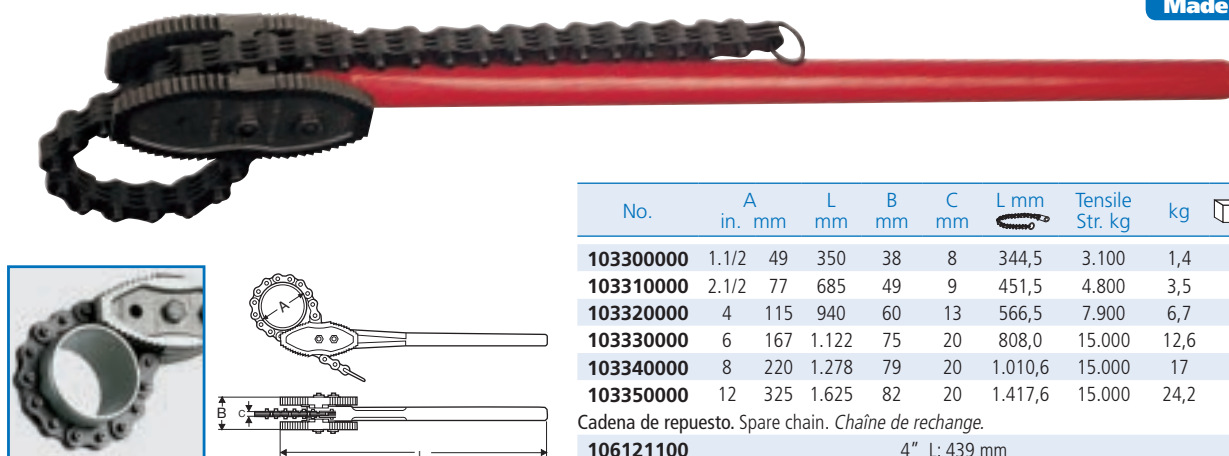 Made
No. A in. mm L mm B mm C mm L mm Tensile Str. kg kg
103300000 1.1/2 49 350 38 8 344,5 3.100 1,4
103310000 2.1/2 77 685 49 9 451,5 4.800 3,5
103320000 4 115 940 60 13 566,5 7.900 6,7
103330000 6 167 1.122 75 20 808,0 15.000 12,6
103340000 8 220 1.278 79 20 1.010,6 15.000 17
103350000 12 325 1.625 82 20 1.417,6 15.000 24,2
Cadena de repuesto. Spare chain. Chaîne de rechange.
106121100 4” L: 439 mm
A
B C
L